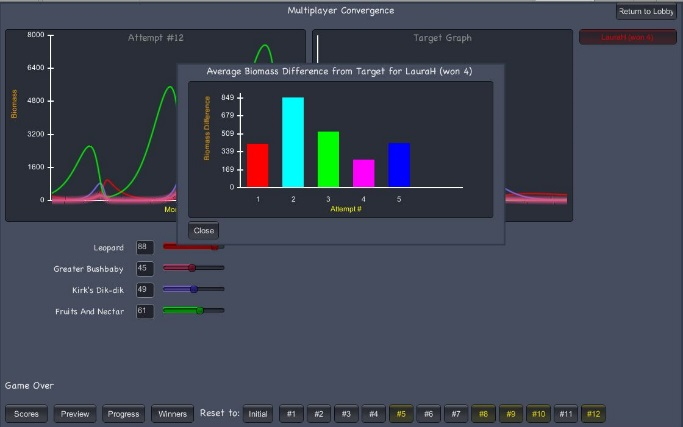 Multiplayer Convergence
Return to Lobby
Attempt #12
Target Graph
LauraH (won 4)
8000
6400
4800
3200
1600
0
Biomass
Average Biomass Difference from Target for LauraH (won 4)
849
679
509
339
169
0
Biomass Difference
1 2 3 4 5
Attempt #
Close
Leopard 88
Greater Bushbaby 45
Kirk's Dik-dik 49
Fruits And Nectar 61
Game Over
Scores Preview Progress Winners Reset to: Initial #1 #2 #3 #4 #5 #6 #7 #8 #9 #10 #11 #12